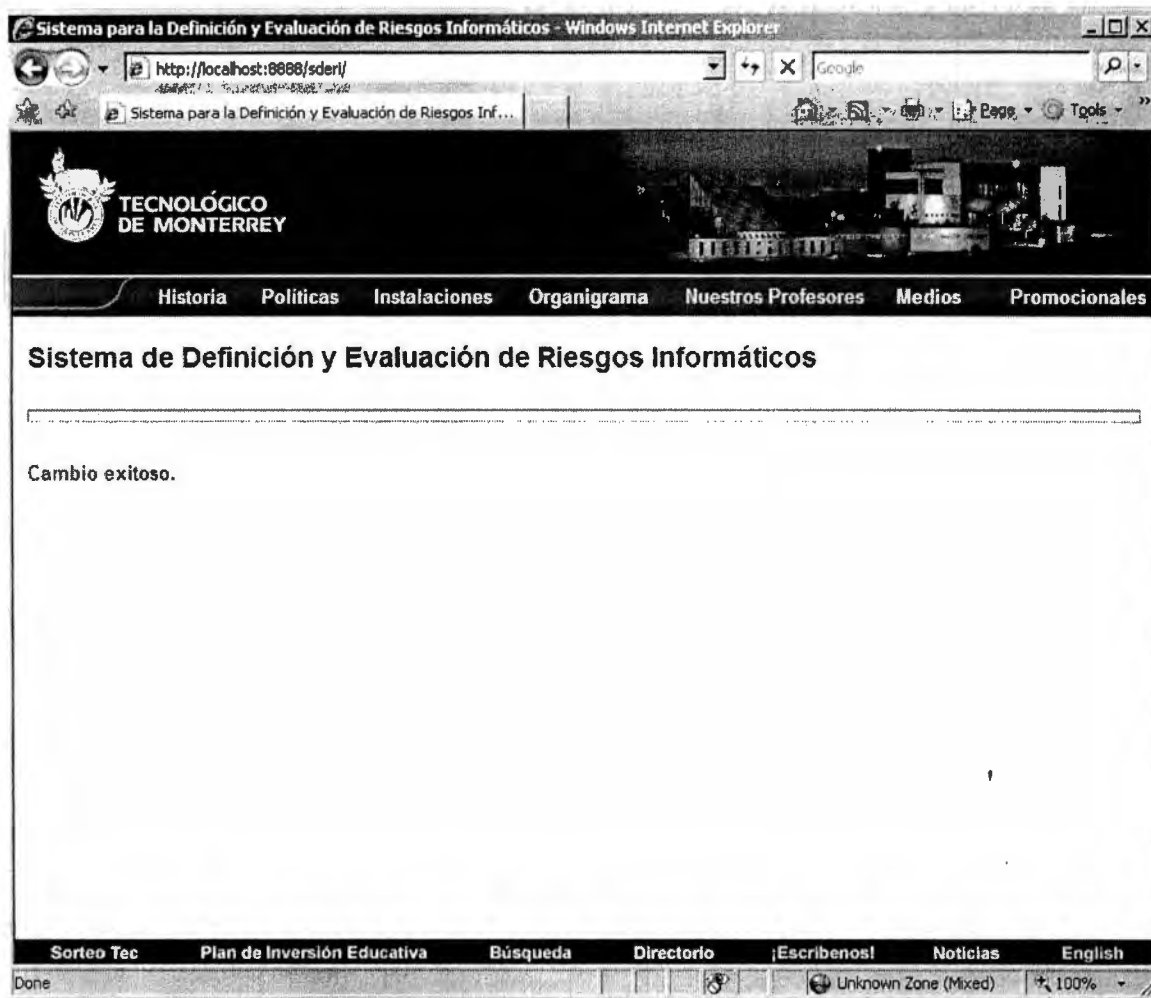 Sistema para la Definición y Evaluación de Riesgos Informáticos - Windows Internet Explorer
http://localhost:8888/sderi/
Google
Sistema para la Definición y Evaluación de Riesgos Inf...
Page
Tools
TECNOLÓGICO
DE MONTERREY
Historia Políticas Instalaciones Organigrama Nuestros Profesores Medios Promocionales
Sistema de Definición y Evaluación de Riesgos Informáticos
Cambio exitoso.
Sorteo Tec Plan de Inversión Educativa Búsqueda Directorio ¡Escríbenos! Noticias English
Done Unknown Zone (Mixed) 100%